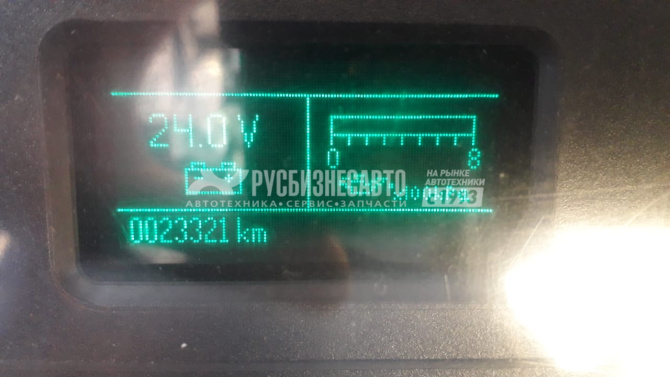 24.0 V
0 8
РУСБИЗНЕСАВТО
АВТОТЕХНИКА • СЕРВИС • ЗАПЧАСТИ
НА РЫНКЕ
АВТОТЕХНИКИ
0023321 km